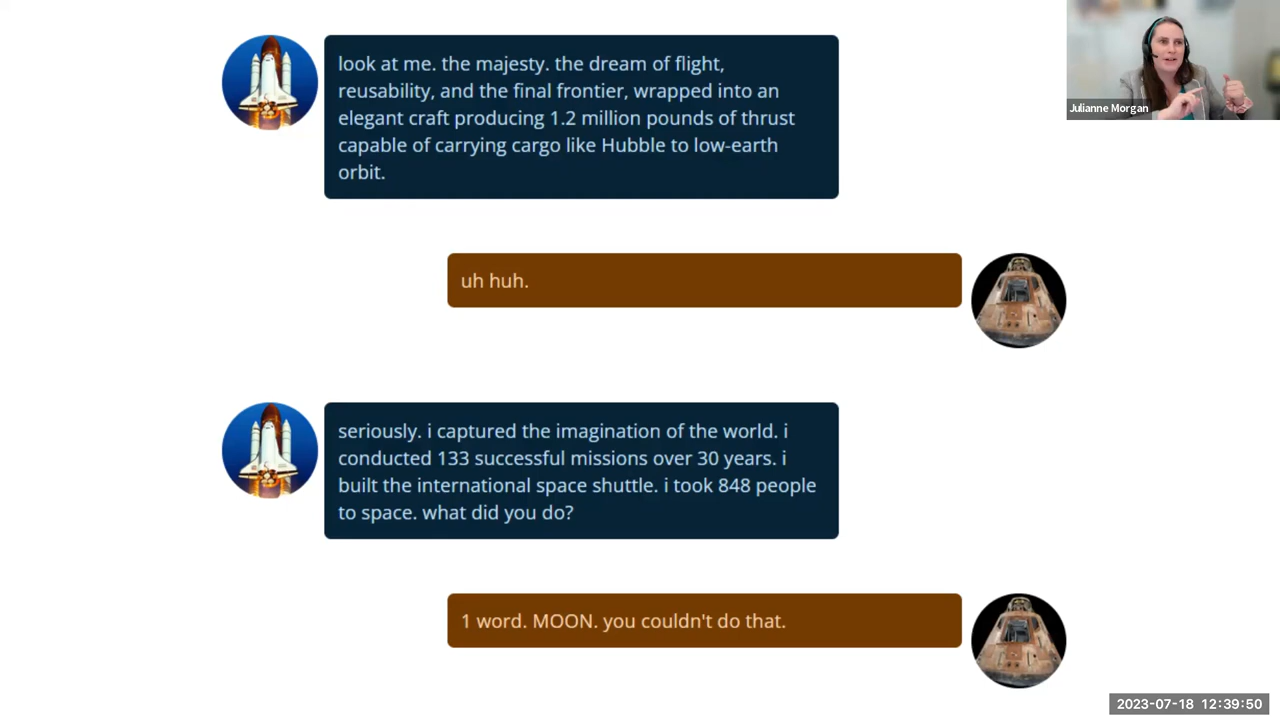 look at me. the majesty. the dream of flight,
reusability, and the final frontier, wrapped into an
elegant craft producing 1.2 million pounds of thrust
capable of carrying cargo like Hubble to low-earth
orbit.
Julianne Morgan
uh huh.
seriously. i captured the imagination of the world. i
conducted 133 successful missions over 30 years. i
built the international space shuttle. i took 848 people
to space. what did you do?
1 word. MOON. you couldn't do that.
2023-07-18 12:39:50